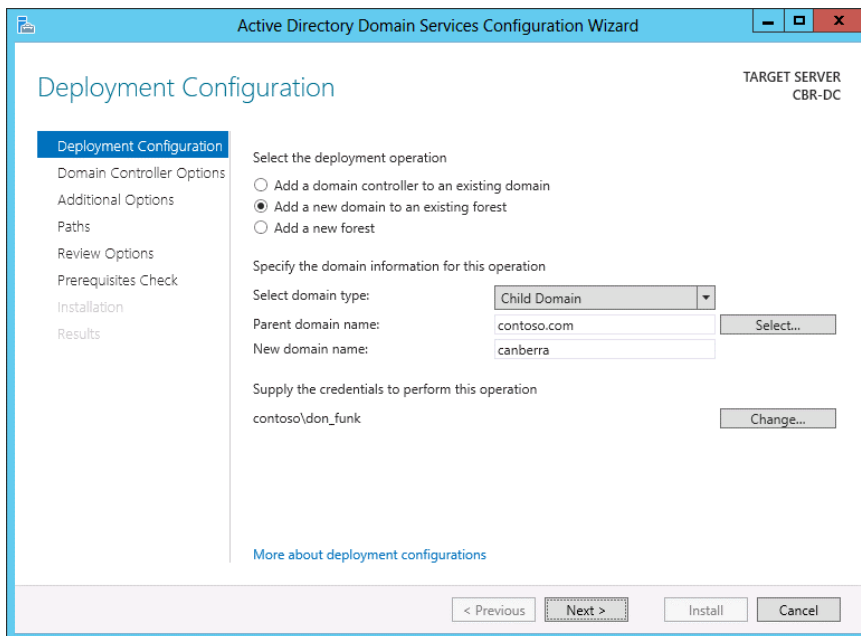 Active Directory Domain Services Configuration Wizard
Deployment Configuration
TARGET SERVER
CBR-DC
Deployment Configuration
Domain Controller Options
Additional Options
Paths
Review Options
Prerequisites Check
Installation
Results
Select the deployment operation
Add a domain controller to an existing domain
Add a new domain to an existing forest
Add a new forest
Specify the domain information for this operation
Select domain type: Child Domain
Parent domain name: contoso.com Select...
New domain name: canberra
Supply the credentials to perform this operation
contoso\don_funk Change...
More about deployment configurations
< Previous Next > Install Cancel